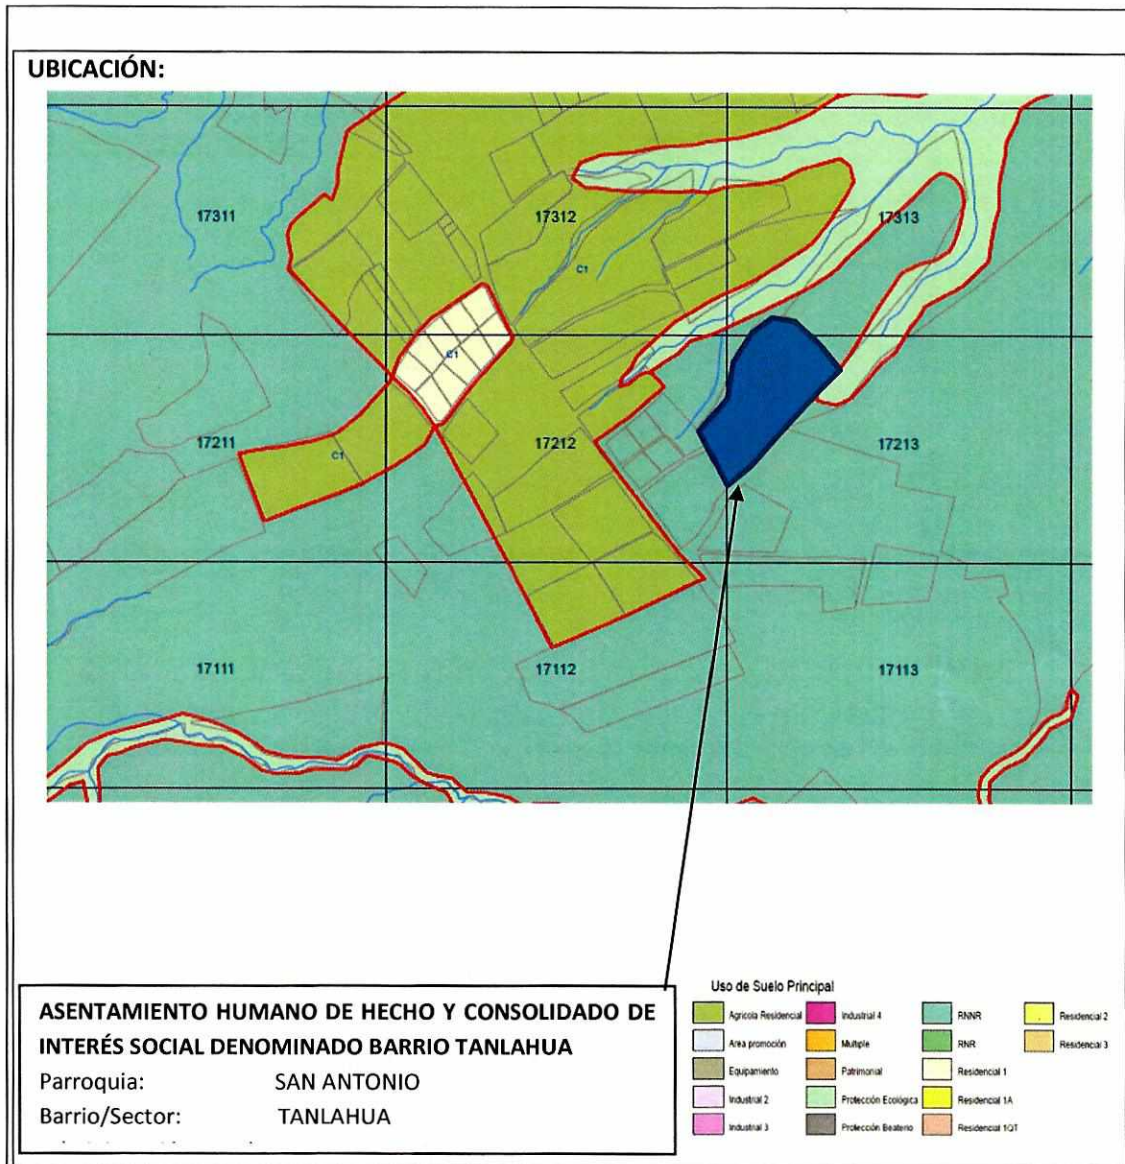 UBICACIÓN:
17311
17312
17313
C1
C1
17211
17212
17213
C1
17111
17112
17113
ASENTAMIENTO HUMANO DE HECHO Y CONSOLIDADO DE
INTERÉS SOCIAL DENOMINADO BARRIO TANLAHUA
Parroquia: SAN ANTONIO
Barrio/Sector: TANLAHUA
Uso de Suelo Principal
Agricola Residencial
Industrial 4
RNNR
Residencial 2
Area promoción
Multiple
RNR
Residencial 3
Equipamiento
Patrimonial
Residencial 1
Industrial 2
Protección Ecológica
Residencial 1A
Industrial 3
Protección Beaterio
Residencial 1QT